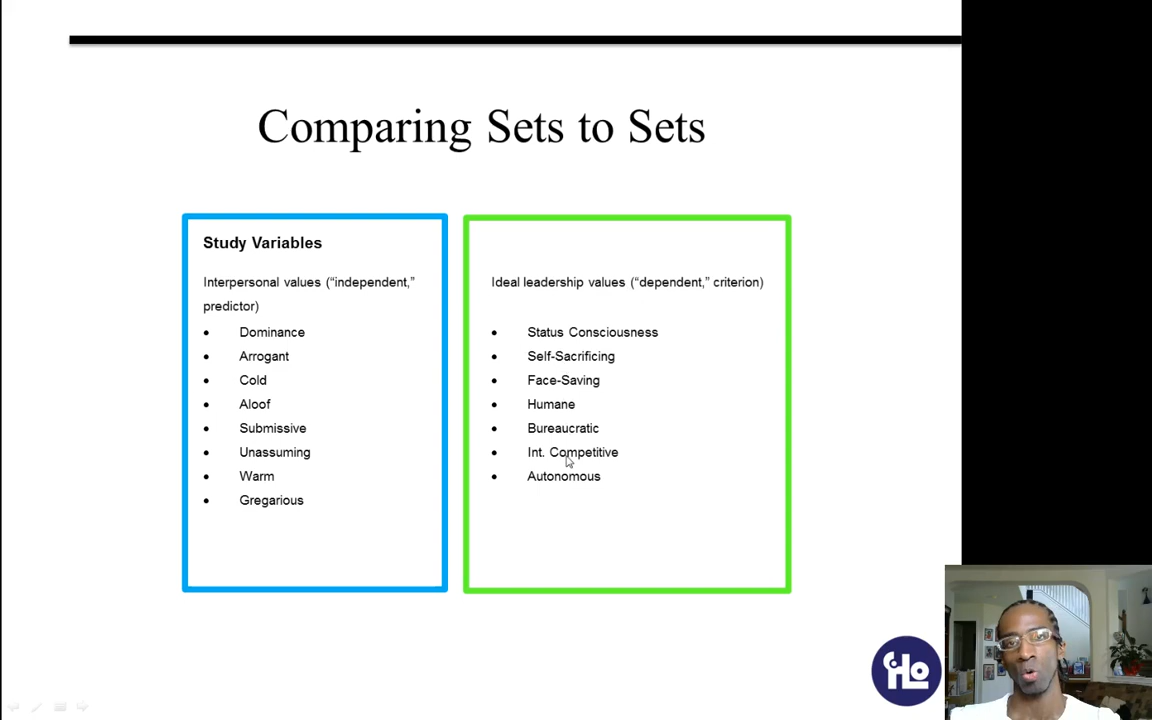 Comparing Sets to Sets
Study Variables
Interpersonal values (“independent,”
predictor)
• Dominance
• Arrogant
• Cold
• Aloof
• Submissive
• Unassuming
• Warm
• Gregarious
Ideal leadership values (“dependent,” criterion)
• Status Consciousness
• Self-Sacrificing
• Face-Saving
• Humane
• Bureaucratic
• Int. Competitive
• Autonomous